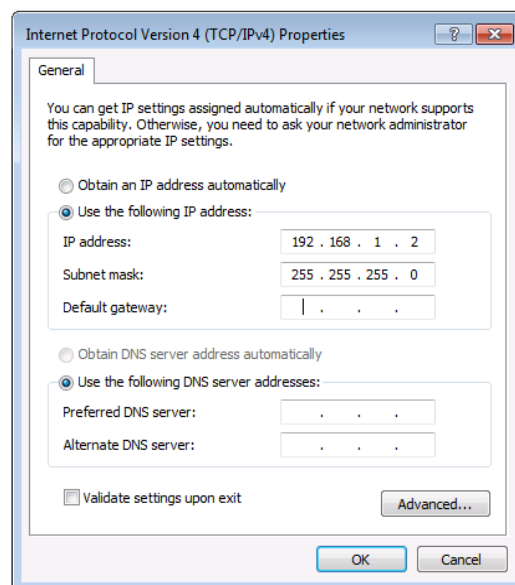 Internet Protocol Version 4 (TCP/IPv4) Properties
General
You can get IP settings assigned automatically if your network supports
this capability. Otherwise, you need to ask your network administrator
for the appropriate IP settings.
Obtain an IP address automatically
Use the following IP address:
IP address: 192 . 168 . 1 . 2
Subnet mask: 255 . 255 . 255 . 0
Default gateway: . . .
Obtain DNS server address automatically
Use the following DNS server addresses:
Preferred DNS server: . . .
Alternate DNS server: . . .
Validate settings upon exit
Advanced...
OK Cancel